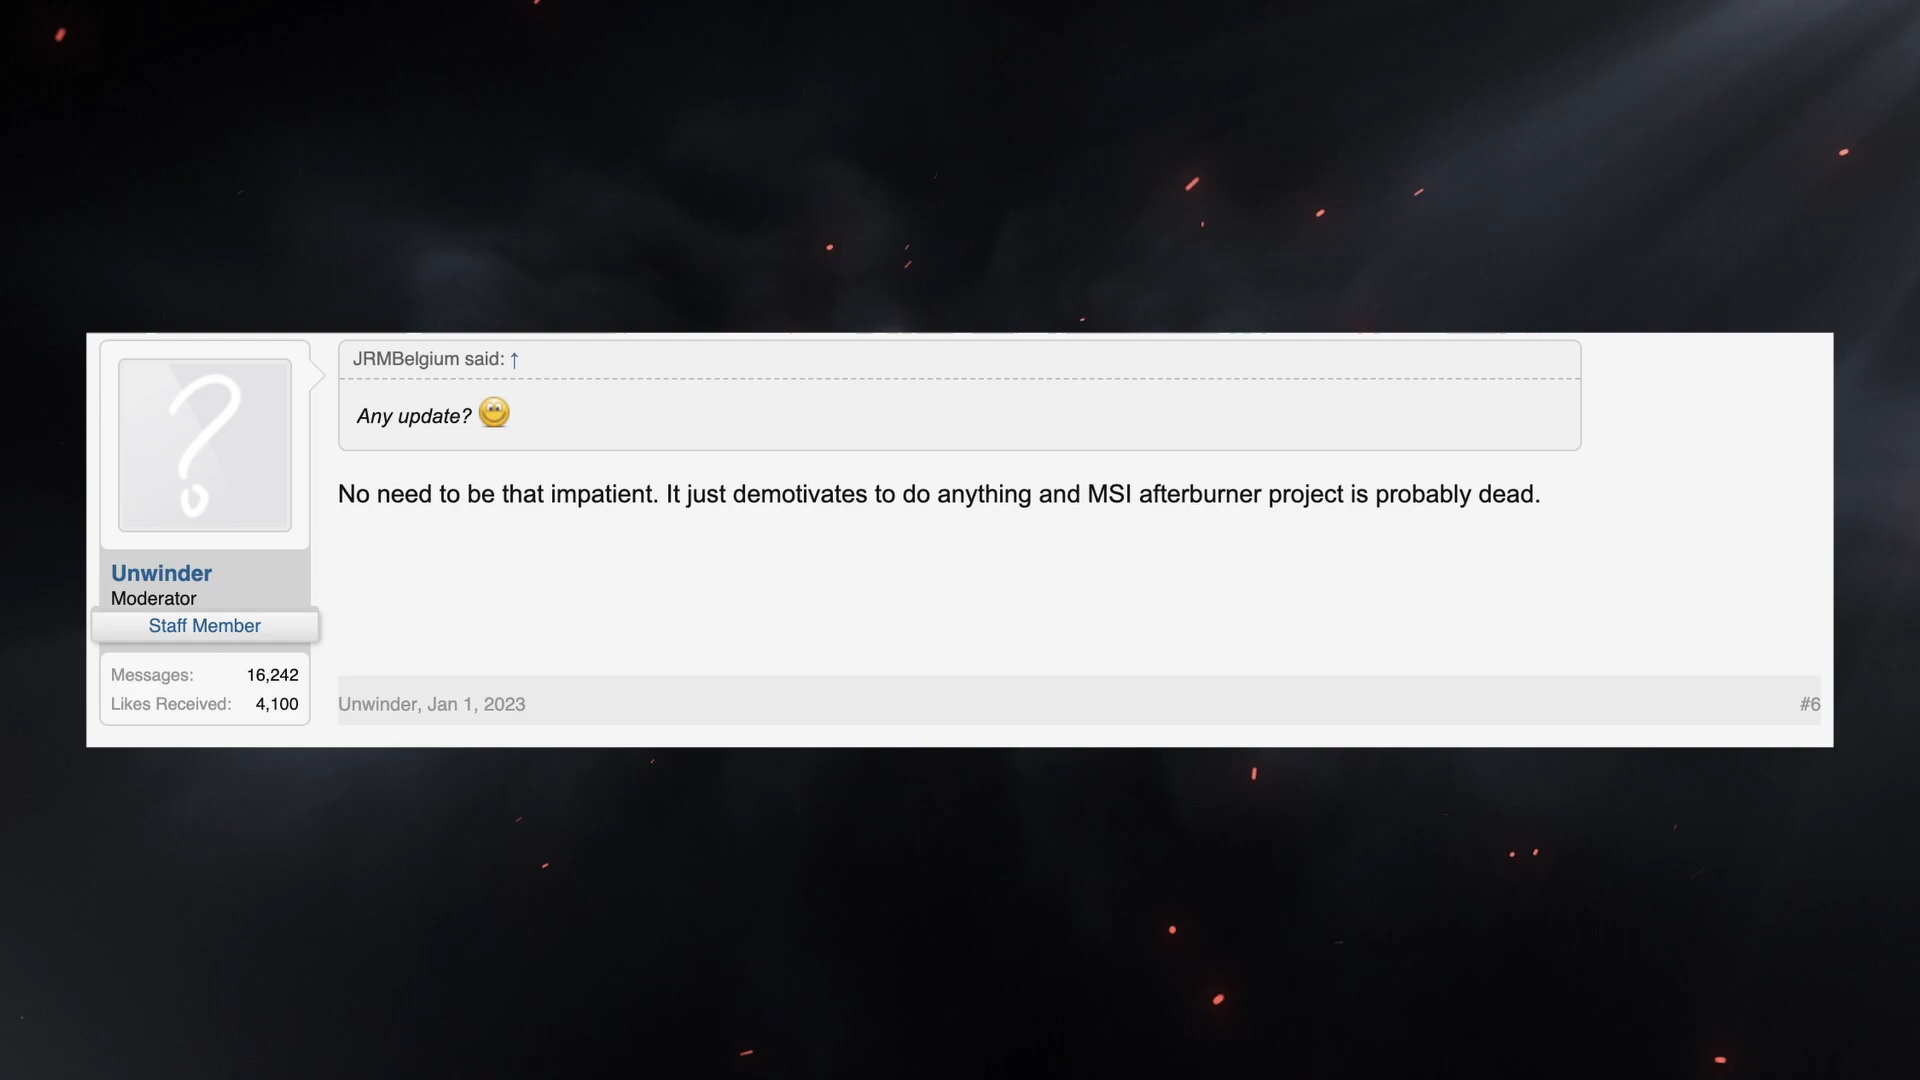 JRMBelgium said: ↑
Any update?
No need to be that impatient. It just demotivates to do anything and MSI afterburner project is probably dead.
Unwinder
Moderator
Staff Member
Messages: 16,242
Likes Received: 4,100
Unwinder, Jan 1, 2023 #6